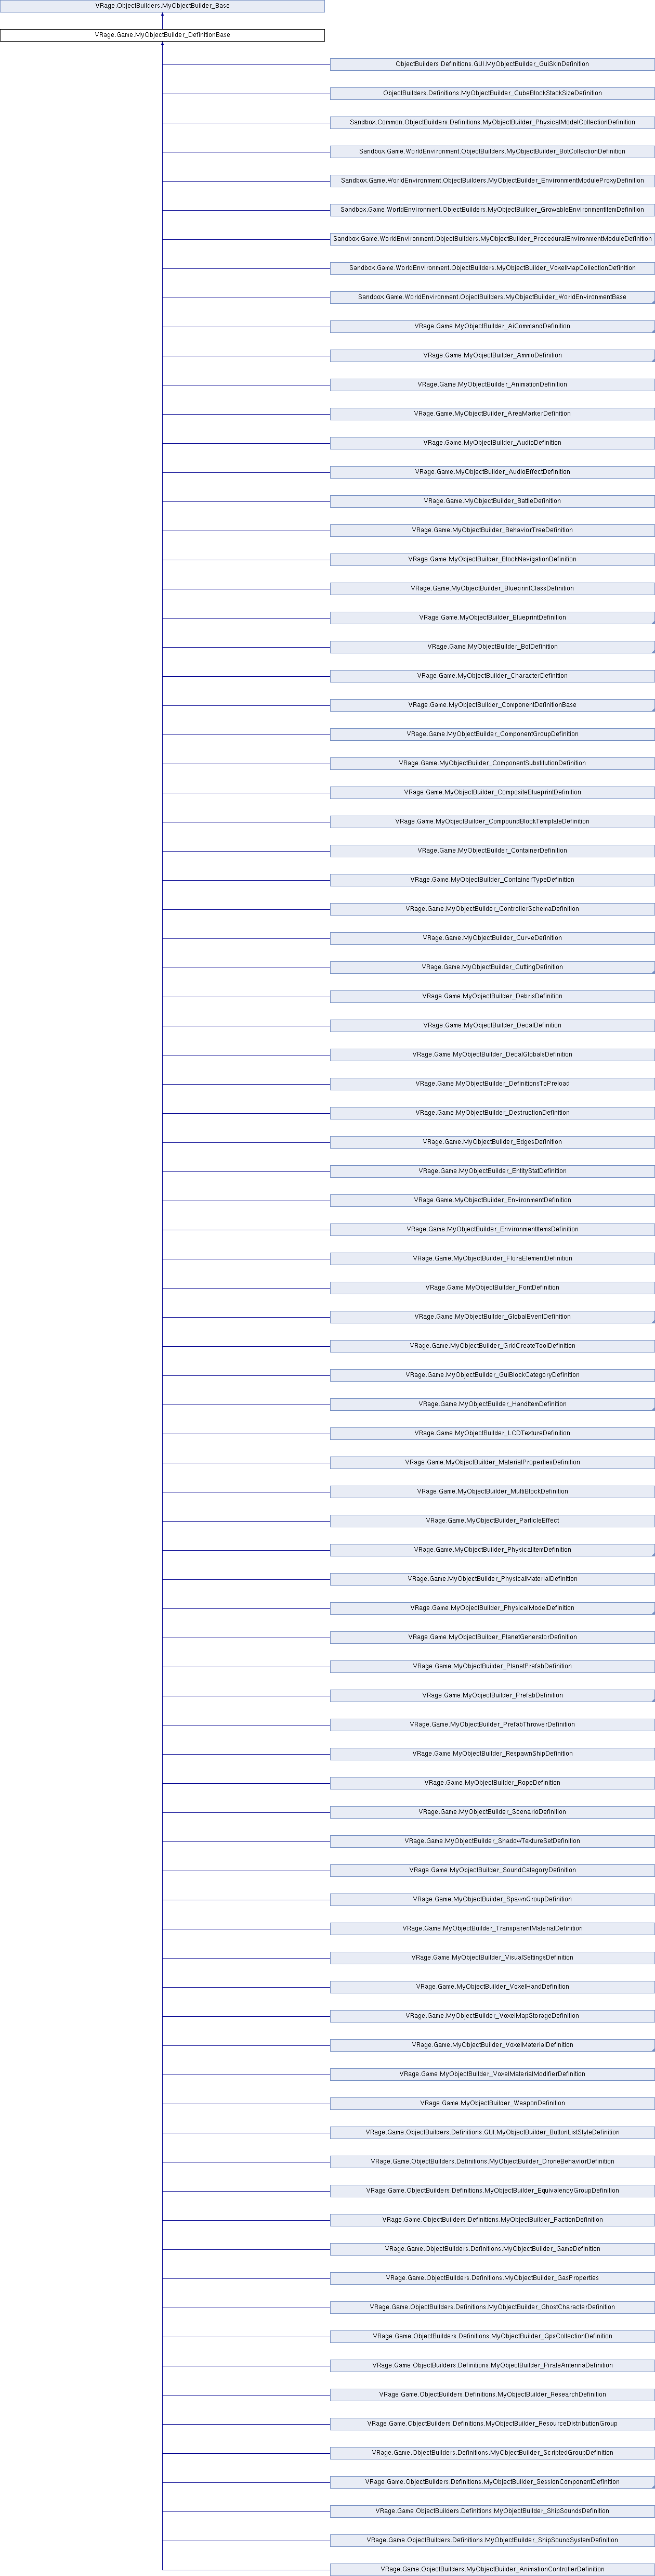 VRage.ObjectBuilders.MyObjectBuilder_Base
VRage.Game.MyObjectBuilder_DefinitionBase
ObjectBuilders.Definitions.GUI.MyObjectBuilder_GuiSkinDefinition
ObjectBuilders.Definitions.MyObjectBuilder_CubeBlockStackSizeDefinition
Sandbox.Common.ObjectBuilders.Definitions.MyObjectBuilder_PhysicalModelCollectionDefinition
Sandbox.Game.WorldEnvironment.ObjectBuilders.MyObjectBuilder_BotCollectionDefinition
Sandbox.Game.WorldEnvironment.ObjectBuilders.MyObjectBuilder_EnvironmentModuleProxyDefinition
Sandbox.Game.WorldEnvironment.ObjectBuilders.MyObjectBuilder_GrowableEnvironmentItemDefinition
Sandbox.Game.WorldEnvironment.ObjectBuilders.MyObjectBuilder_ProceduralEnvironmentModuleDefinition
Sandbox.Game.WorldEnvironment.ObjectBuilders.MyObjectBuilder_VoxelMapCollectionDefinition
Sandbox.Game.WorldEnvironment.ObjectBuilders.MyObjectBuilder_WorldEnvironmentBase
VRage.Game.MyObjectBuilder_AiCommandDefinition
VRage.Game.MyObjectBuilder_AmmoDefinition
VRage.Game.MyObjectBuilder_AnimationDefinition
VRage.Game.MyObjectBuilder_AreaMarkerDefinition
VRage.Game.MyObjectBuilder_AudioDefinition
VRage.Game.MyObjectBuilder_AudioEffectDefinition
VRage.Game.MyObjectBuilder_BattleDefinition
VRage.Game.MyObjectBuilder_BehaviorTreeDefinition
VRage.Game.MyObjectBuilder_BlockNavigationDefinition
VRage.Game.MyObjectBuilder_BlueprintClassDefinition
VRage.Game.MyObjectBuilder_BlueprintDefinition
VRage.Game.MyObjectBuilder_BotDefinition
VRage.Game.MyObjectBuilder_CharacterDefinition
VRage.Game.MyObjectBuilder_ComponentDefinitionBase
VRage.Game.MyObjectBuilder_ComponentGroupDefinition
VRage.Game.MyObjectBuilder_ComponentSubstitutionDefinition
VRage.Game.MyObjectBuilder_CompositeBlueprintDefinition
VRage.Game.MyObjectBuilder_CompoundBlockTemplateDefinition
VRage.Game.MyObjectBuilder_ContainerDefinition
VRage.Game.MyObjectBuilder_ContainerTypeDefinition
VRage.Game.MyObjectBuilder_ControllerSchemaDefinition
VRage.Game.MyObjectBuilder_CurveDefinition
VRage.Game.MyObjectBuilder_CuttingDefinition
VRage.Game.MyObjectBuilder_DebrisDefinition
VRage.Game.MyObjectBuilder_DecalDefinition
VRage.Game.MyObjectBuilder_DecalGlobalsDefinition
VRage.Game.MyObjectBuilder_DefinitionsToPreload
VRage.Game.MyObjectBuilder_DestructionDefinition
VRage.Game.MyObjectBuilder_EdgesDefinition
VRage.Game.MyObjectBuilder_EntityStatDefinition
VRage.Game.MyObjectBuilder_EnvironmentDefinition
VRage.Game.MyObjectBuilder_EnvironmentItemsDefinition
VRage.Game.MyObjectBuilder_FloraElementDefinition
VRage.Game.MyObjectBuilder_FontDefinition
VRage.Game.MyObjectBuilder_GlobalEventDefinition
VRage.Game.MyObjectBuilder_GridCreateToolDefinition
VRage.Game.MyObjectBuilder_GuiBlockCategoryDefinition
VRage.Game.MyObjectBuilder_HandItemDefinition
VRage.Game.MyObjectBuilder_LCDTextureDefinition
VRage.Game.MyObjectBuilder_MaterialPropertiesDefinition
VRage.Game.MyObjectBuilder_MultiBlockDefinition
VRage.Game.MyObjectBuilder_ParticleEffect
VRage.Game.MyObjectBuilder_PhysicalItemDefinition
VRage.Game.MyObjectBuilder_PhysicalMaterialDefinition
VRage.Game.MyObjectBuilder_PhysicalModelDefinition
VRage.Game.MyObjectBuilder_PlanetGeneratorDefinition
VRage.Game.MyObjectBuilder_PlanetPrefabDefinition
VRage.Game.MyObjectBuilder_PrefabDefinition
VRage.Game.MyObjectBuilder_PrefabThrowerDefinition
VRage.Game.MyObjectBuilder_RespawnShipDefinition
VRage.Game.MyObjectBuilder_RopeDefinition
VRage.Game.MyObjectBuilder_ScenarioDefinition
VRage.Game.MyObjectBuilder_ShadowTextureSetDefinition
VRage.Game.MyObjectBuilder_SoundCategoryDefinition
VRage.Game.MyObjectBuilder_SpawnGroupDefinition
VRage.Game.MyObjectBuilder_TransparentMaterialDefinition
VRage.Game.MyObjectBuilder_VisualSettingsDefinition
VRage.Game.MyObjectBuilder_VoxelHandDefinition
VRage.Game.MyObjectBuilder_VoxelMapStorageDefinition
VRage.Game.MyObjectBuilder_VoxelMaterialDefinition
VRage.Game.MyObjectBuilder_VoxelMaterialModifierDefinition
VRage.Game.MyObjectBuilder_WeaponDefinition
VRage.Game.ObjectBuilders.Definitions.GUI.MyObjectBuilder_ButtonListStyleDefinition
VRage.Game.ObjectBuilders.Definitions.MyObjectBuilder_DroneBehaviorDefinition
VRage.Game.ObjectBuilders.Definitions.MyObjectBuilder_EquivalencyGroupDefinition
VRage.Game.ObjectBuilders.Definitions.MyObjectBuilder_FactionDefinition
VRage.Game.ObjectBuilders.Definitions.MyObjectBuilder_GameDefinition
VRage.Game.ObjectBuilders.Definitions.MyObjectBuilder_GasProperties
VRage.Game.ObjectBuilders.Definitions.MyObjectBuilder_GhostCharacterDefinition
VRage.Game.ObjectBuilders.Definitions.MyObjectBuilder_GpsCollectionDefinition
VRage.Game.ObjectBuilders.Definitions.MyObjectBuilder_PirateAntennaDefinition
VRage.Game.ObjectBuilders.Definitions.MyObjectBuilder_ResearchDefinition
VRage.Game.ObjectBuilders.Definitions.MyObjectBuilder_ResourceDistributionGroup
VRage.Game.ObjectBuilders.Definitions.MyObjectBuilder_ScriptedGroupDefinition
VRage.Game.ObjectBuilders.Definitions.MyObjectBuilder_SessionComponentDefinition
VRage.Game.ObjectBuilders.Definitions.MyObjectBuilder_ShipSoundsDefinition
VRage.Game.ObjectBuilders.Definitions.MyObjectBuilder_ShipSoundSystemDefinition
VRage.Game.ObjectBuilders.MyObjectBuilder_AnimationControllerDefinition